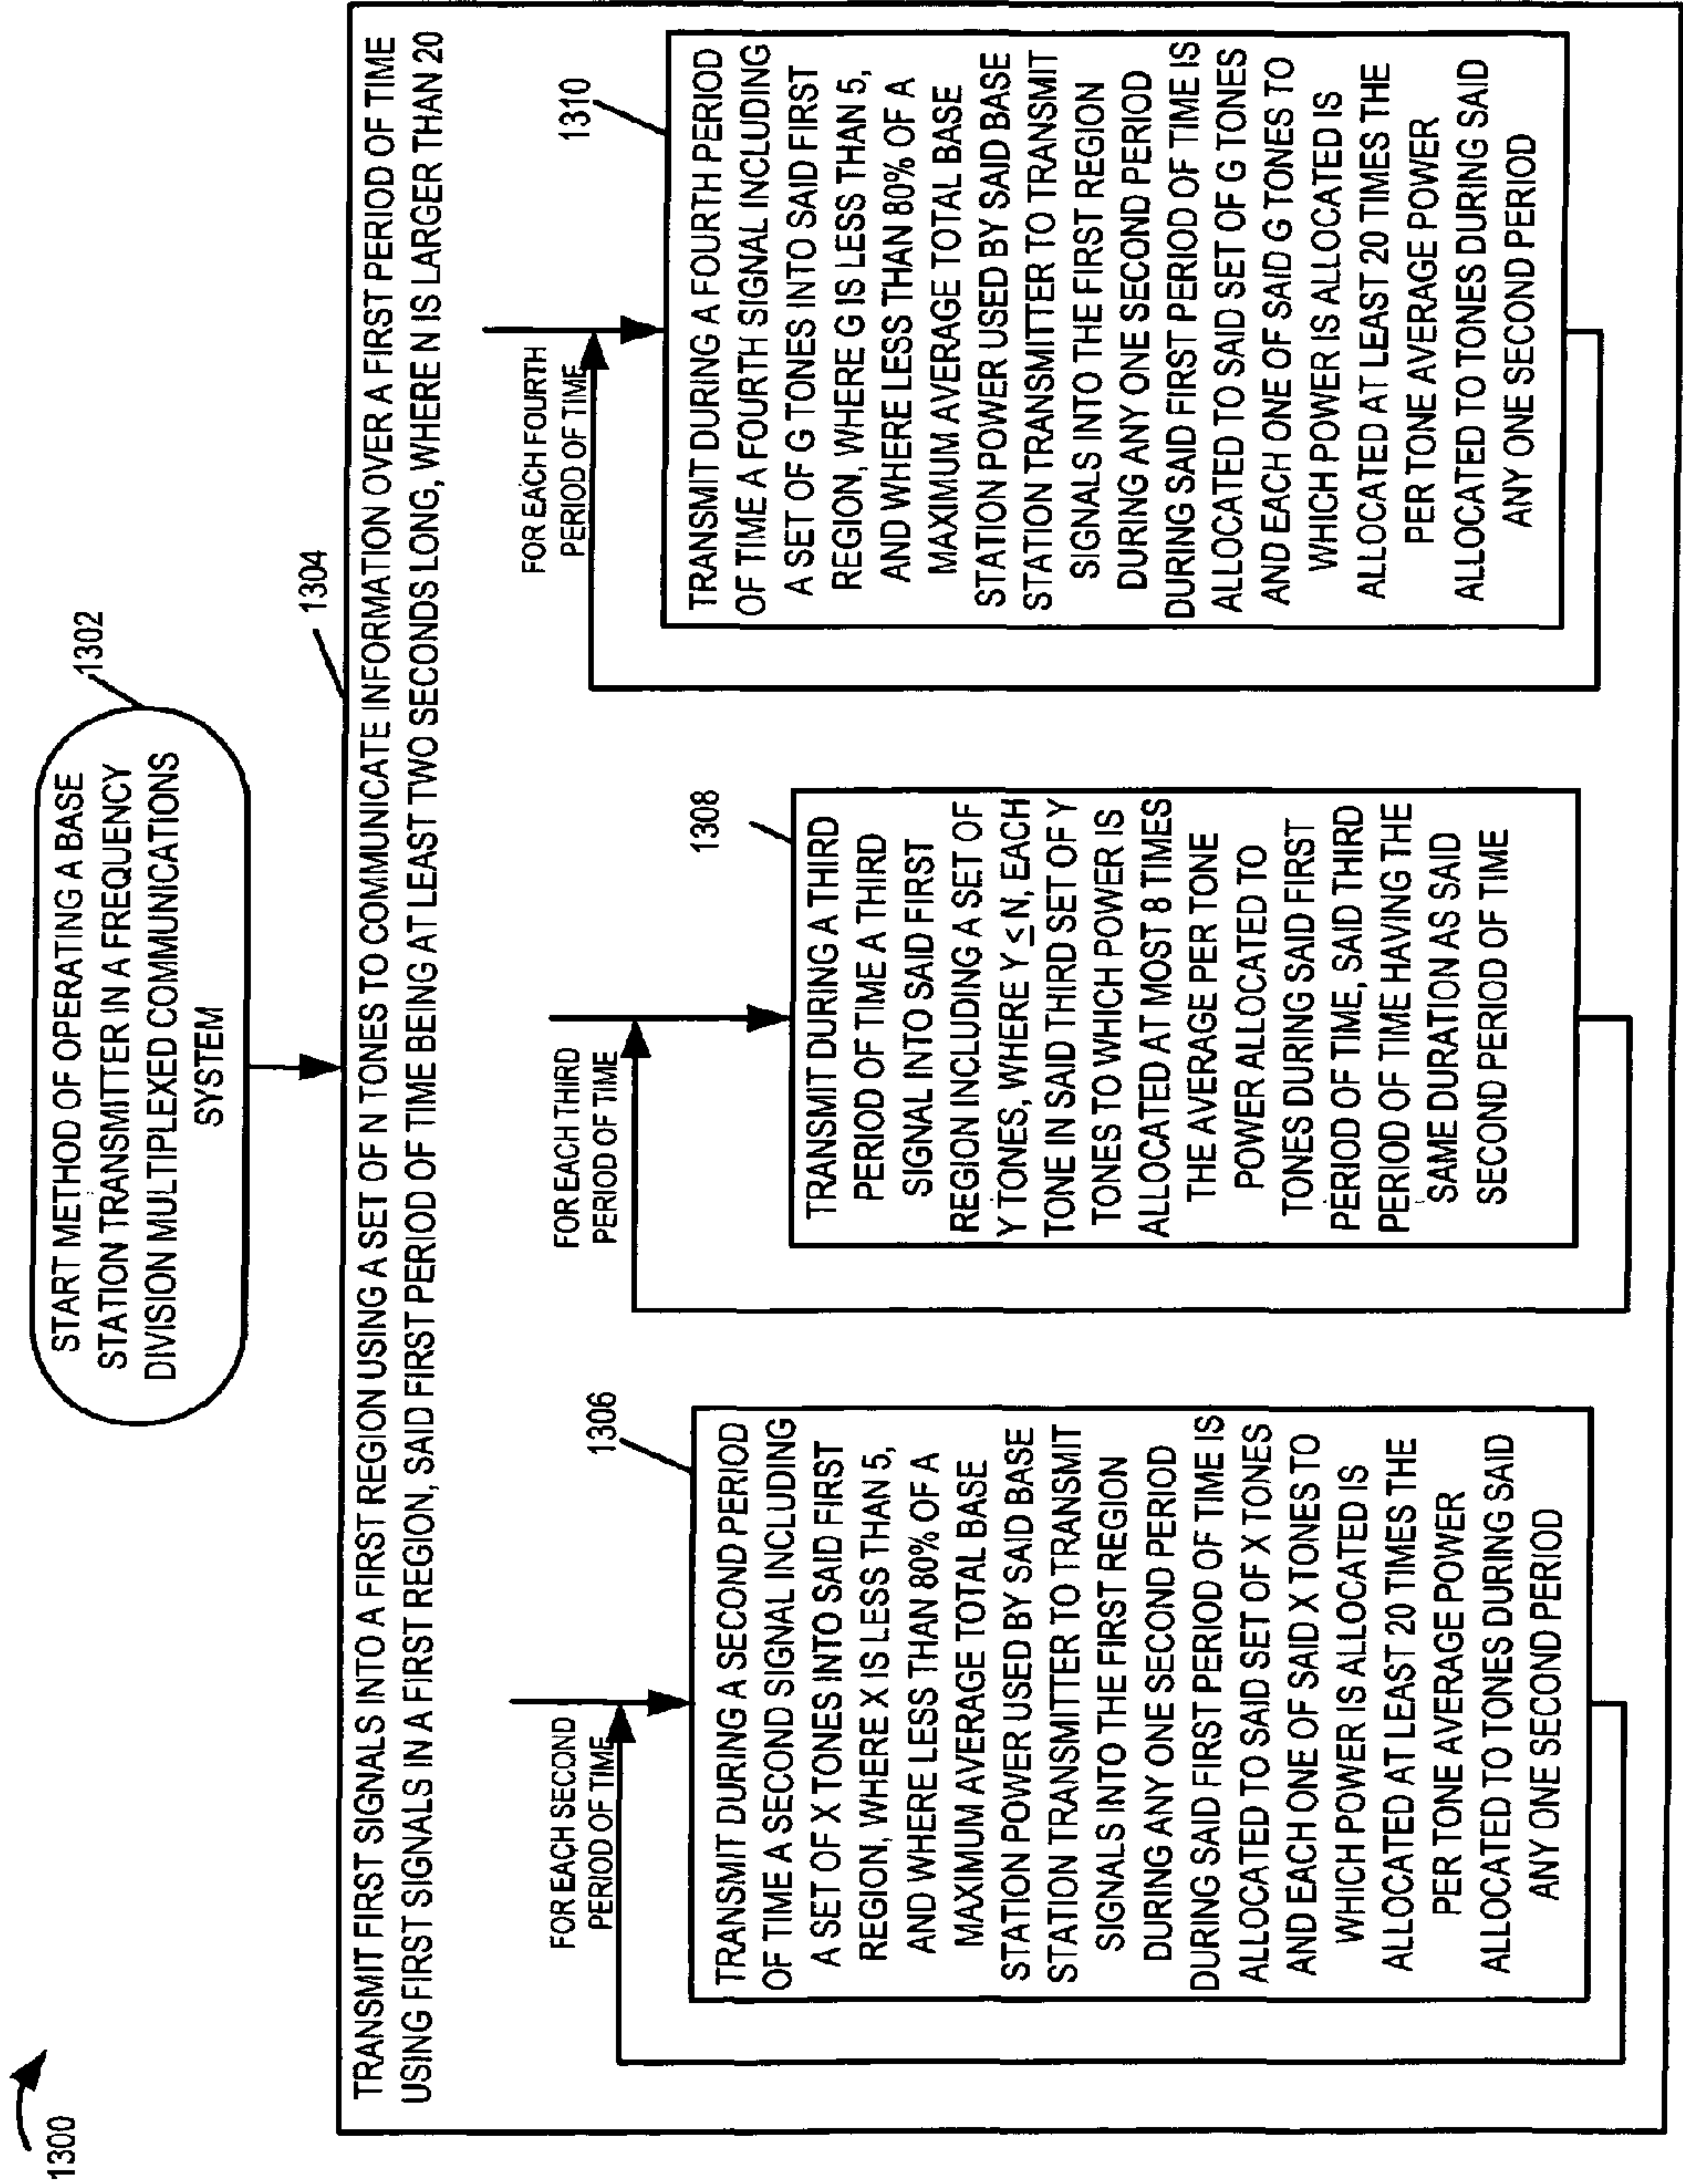 1300
START METHOD OF OPERATING A BASE
STATION TRANSMITTER IN A FREQUENCY
DIVISION MULTIPLEXED COMMUNICATIONS
SYSTEM
1302
1304
TRANSMIT FIRST SIGNALS INTO A FIRST REGION USING A SET OF N TONES TO COMMUNICATE INFORMATION OVER A FIRST PERIOD OF TIME
USING FIRST SIGNALS IN A FIRST REGION, SAID FIRST PERIOD OF TIME BEING AT LEAST TWO SECONDS LONG, WHERE N IS LARGER THAN 20
FOR EACH SECOND
PERIOD OF TIME
1306
TRANSMIT DURING A SECOND PERIOD
OF TIME A SECOND SIGNAL INCLUDING
A SET OF X TONES INTO SAID FIRST
REGION, WHERE X IS LESS THAN 5,
AND WHERE LESS THAN 80% OF A
MAXIMUM AVERAGE TOTAL BASE
STATION POWER USED BY SAID BASE
STATION TRANSMITTER TO TRANSMIT
SIGNALS INTO THE FIRST REGION
DURING ANY ONE SECOND PERIOD
DURING SAID FIRST PERIOD OF TIME IS
ALLOCATED TO SAID SET OF X TONES
AND EACH ONE OF SAID X TONES TO
WHICH POWER IS ALLOCATED IS
ALLOCATED AT LEAST 20 TIMES THE
PER TONE AVERAGE POWER
ALLOCATED TO TONES DURING SAID
ANY ONE SECOND PERIOD
FOR EACH THIRD
PERIOD OF TIME
1308
TRANSMIT DURING A THIRD
PERIOD OF TIME A THIRD
SIGNAL INTO SAID FIRST
REGION INCLUDING A SET OF
Y TONES, WHERE Y ≤ N, EACH
TONE IN SAID THIRD SET OF Y
TONES TO WHICH POWER IS
ALLOCATED AT MOST 8 TIMES
THE AVERAGE PER TONE
POWER ALLOCATED TO
TONES DURING SAID FIRST
PERIOD OF TIME, SAID THIRD
PERIOD OF TIME HAVING THE
SAME DURATION AS SAID
SECOND PERIOD OF TIME
FOR EACH FOURTH
PERIOD OF TIME
1310
TRANSMIT DURING A FOURTH PERIOD
OF TIME A FOURTH SIGNAL INCLUDING
A SET OF G TONES INTO SAID FIRST
REGION, WHERE G IS LESS THAN 5,
AND WHERE LESS THAN 80% OF A
MAXIMUM AVERAGE TOTAL BASE
STATION POWER USED BY SAID BASE
STATION TRANSMITTER TO TRANSMIT
SIGNALS INTO THE FIRST REGION
DURING ANY ONE SECOND PERIOD
DURING SAID FIRST PERIOD OF TIME IS
ALLOCATED TO SAID SET OF G TONES
AND EACH ONE OF SAID G TONES TO
WHICH POWER IS ALLOCATED IS
ALLOCATED AT LEAST 20 TIMES THE
PER TONE AVERAGE POWER
ALLOCATED TO TONES DURING SAID
ANY ONE SECOND PERIOD